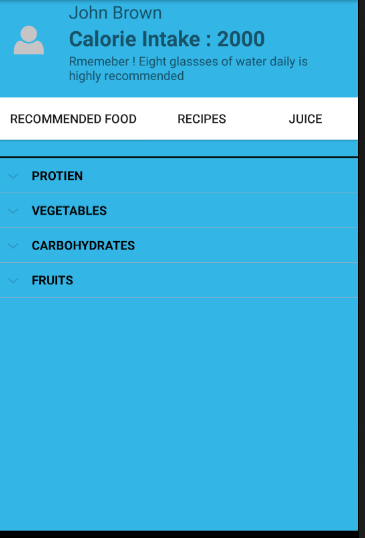 John Brown
Calorie Intake : 2000
Rmemeber ! Eight glassses of water daily is
highly recommended
RECOMMENDED FOOD RECIPES JUICE
PROTIEN
VEGETABLES
CARBOHYDRATES
FRUITS